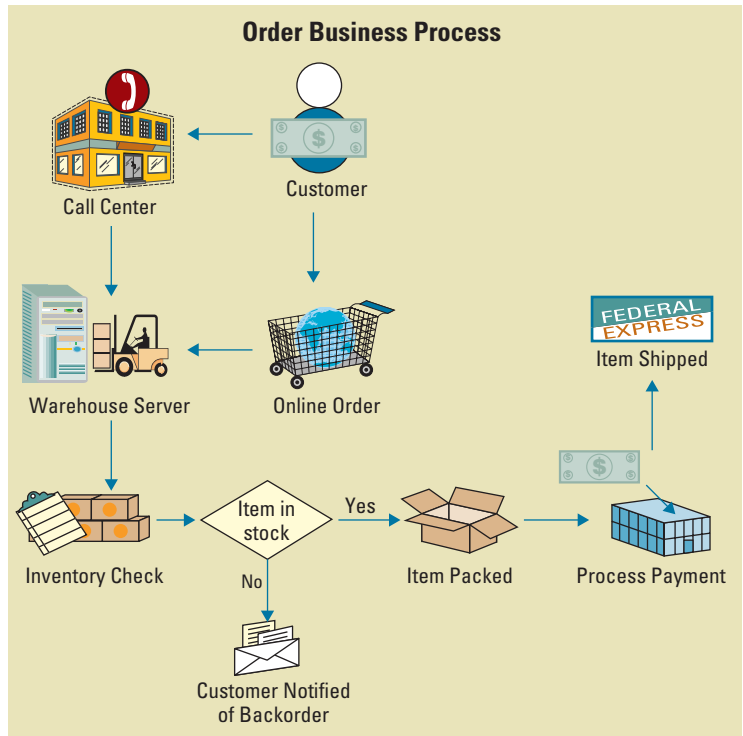 Order Business Process
$
Call Center
Customer
FEDERAL
EXPRESS
Item Shipped
Warehouse Server
Online Order
$
Item in
stock
Yes
Inventory Check
No
Item Packed
Process Payment
Customer Notified
of Backorder